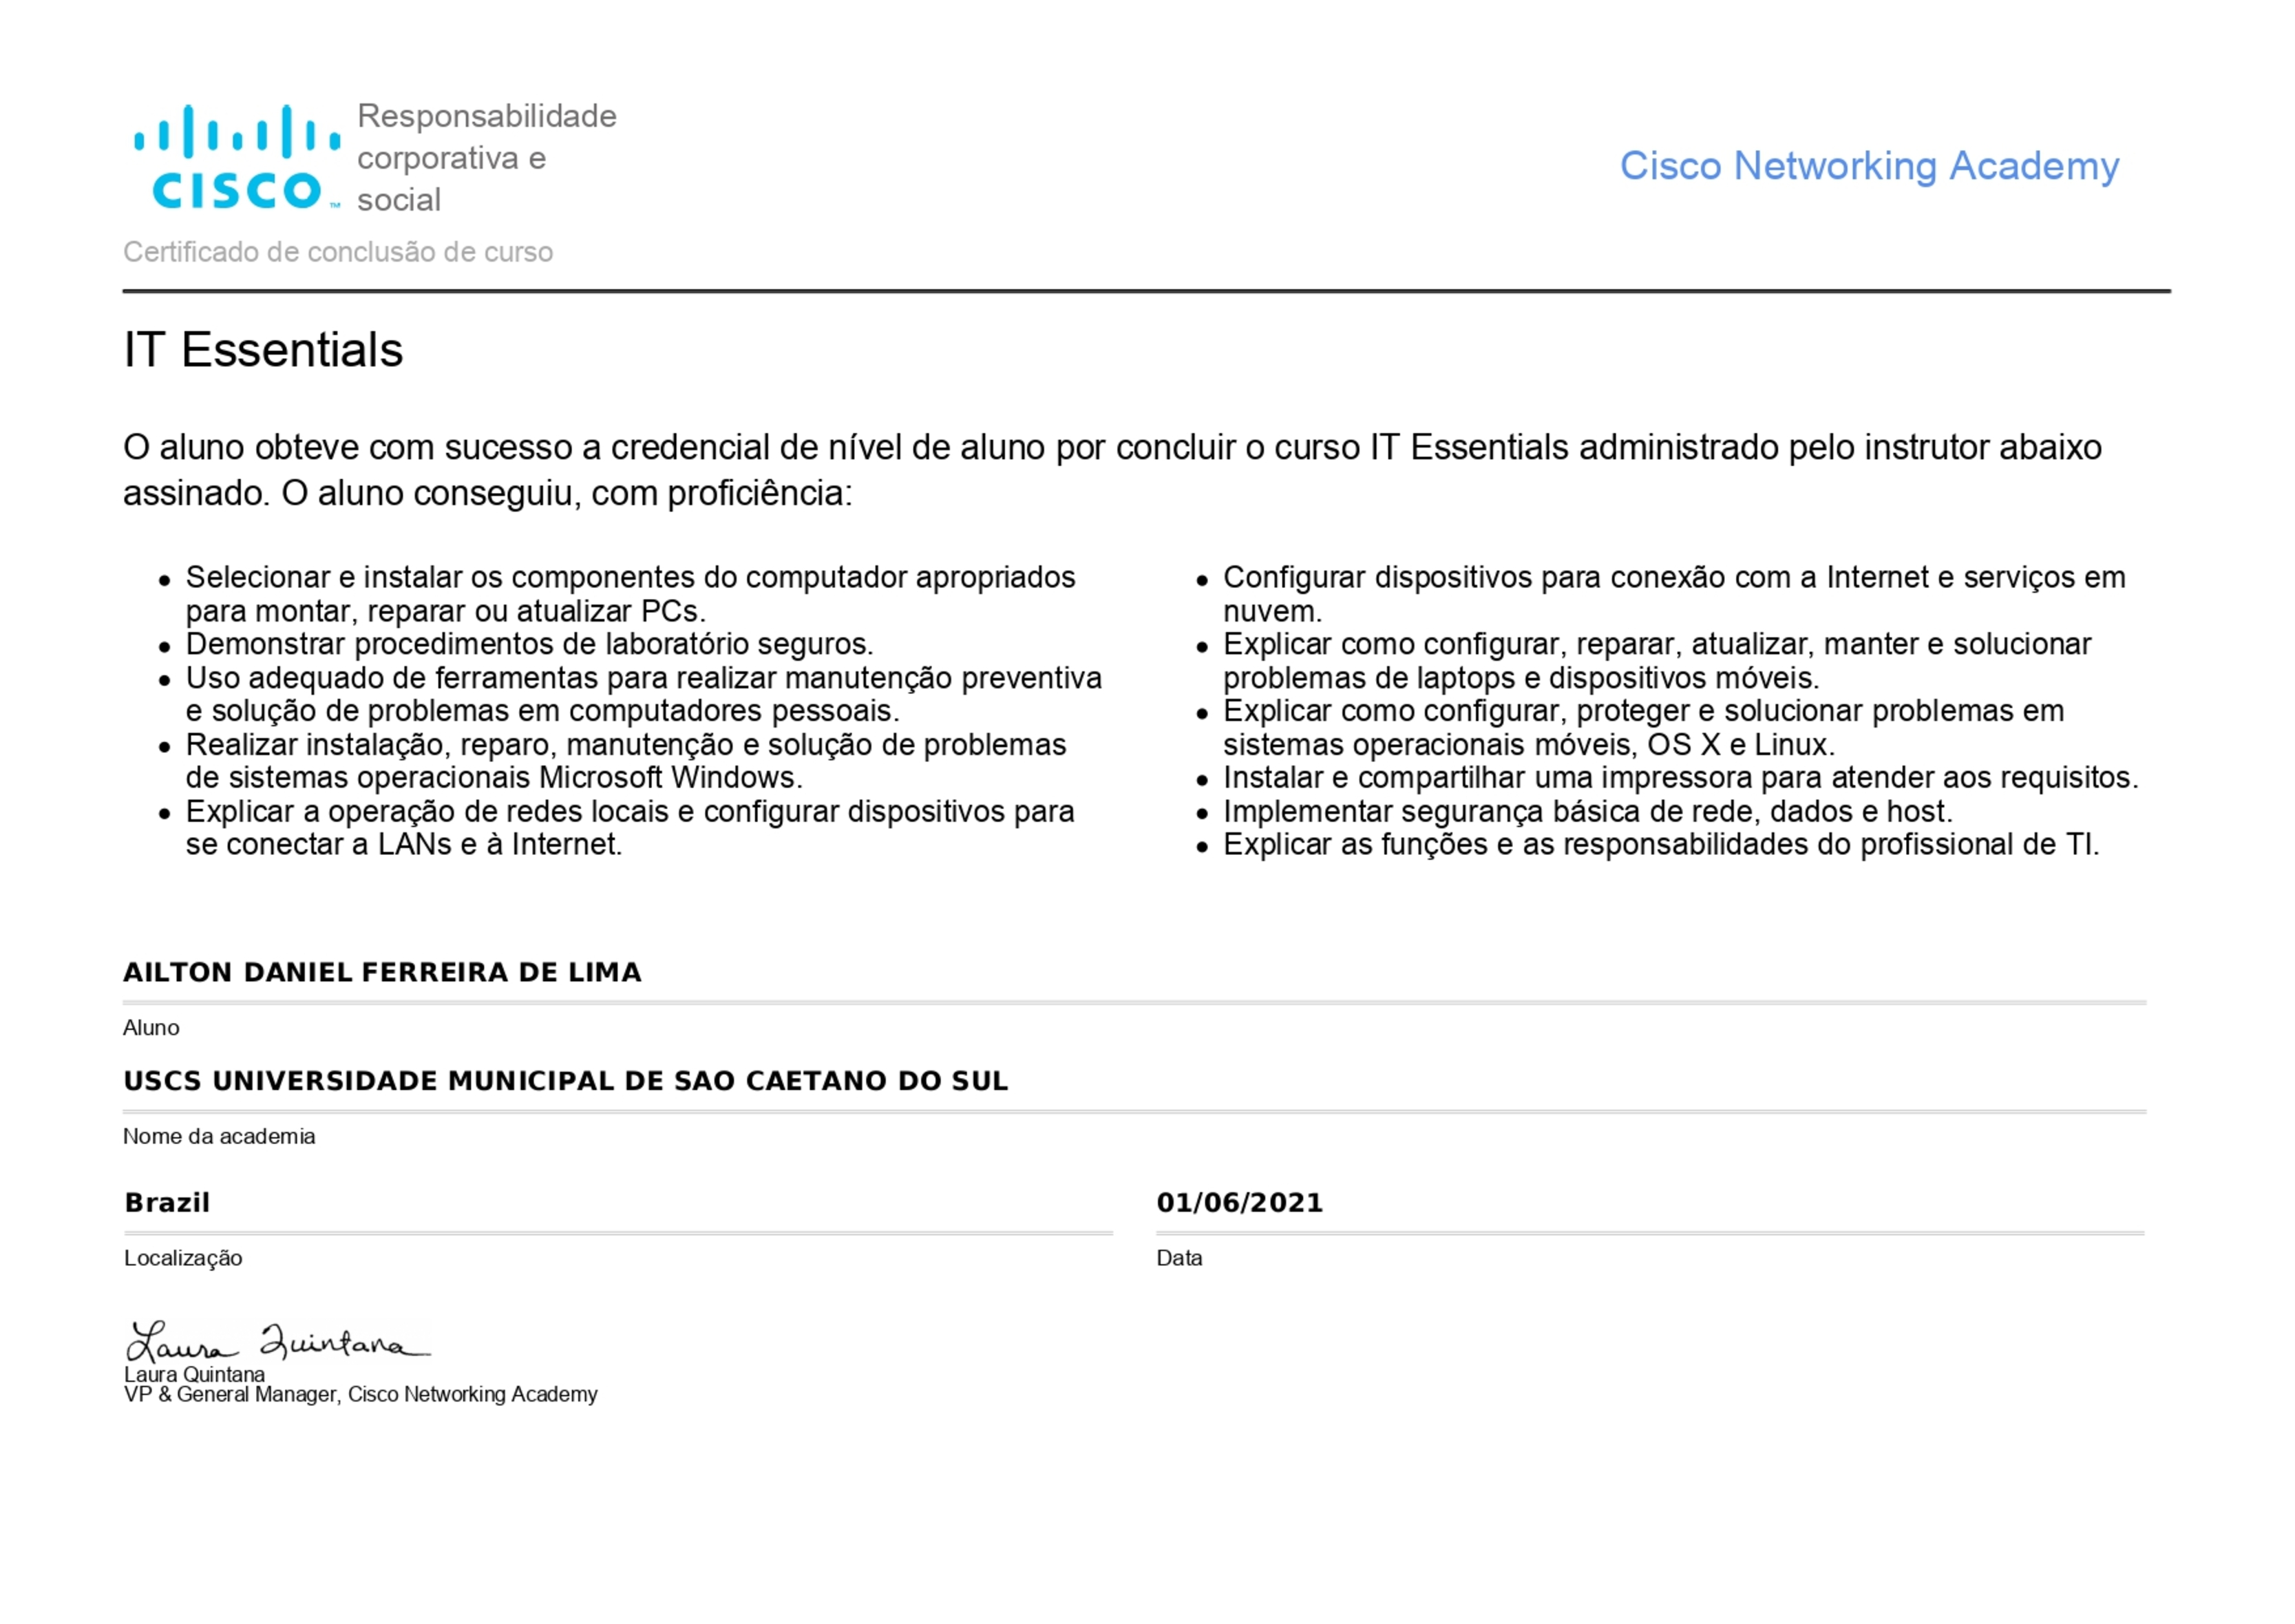 CISCO™
Responsabilidade
corporativa e
social
Cisco Networking Academy
Certificado de conclusão de curso
IT Essentials
O aluno obteve com sucesso a credencial de nível de aluno por concluir o curso IT Essentials administrado pelo instrutor abaixo
assinado. O aluno conseguiu, com proficiência:
• Selecionar e instalar os componentes do computador apropriados
para montar, reparar ou atualizar PCs.
• Demonstrar procedimentos de laboratório seguros.
• Uso adequado de ferramentas para realizar manutenção preventiva
e solução de problemas em computadores pessoais.
• Realizar instalação, reparo, manutenção e solução de problemas
de sistemas operacionais Microsoft Windows.
• Explicar a operação de redes locais e configurar dispositivos para
se conectar a LANs e à Internet.
• Configurar dispositivos para conexão com a Internet e serviços em
nuvem.
• Explicar como configurar, reparar, atualizar, manter e solucionar
problemas de laptops e dispositivos móveis.
• Explicar como configurar, proteger e solucionar problemas em
sistemas operacionais móveis, OS X e Linux.
• Instalar e compartilhar uma impressora para atender aos requisitos.
• Implementar segurança básica de rede, dados e host.
• Explicar as funções e as responsabilidades do profissional de TI.
AILTON DANIEL FERREIRA DE LIMA
Aluno
USCS UNIVERSIDADE MUNICIPAL DE SAO CAETANO DO SUL
Nome da academia
Brazil
Localização
01/06/2021
Data
Laura Quintana
Laura Quintana
VP & General Manager, Cisco Networking Academy